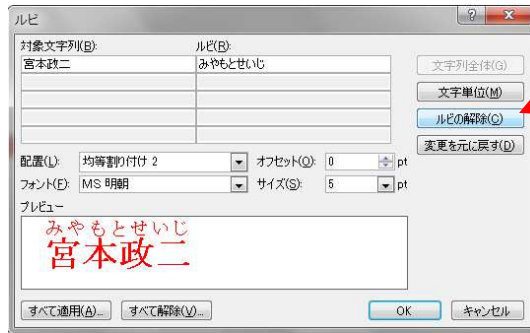 ルビ
対象文字列(B): ルビ(R):
宮本政二 みやもとせいじ
文字列全体(G)
文字単位(M)
ルビの解除(C)
変更を元に戻す(D)
配置(L): 均等割り付け 2 オフセット(O): 0 pt
フォント(F): MS 明朝 サイズ(S): 5 pt
プレビュー
みやもとせいじ
宮本政二
すべて適用(A)... すべて解除(V)... OK キャンセル